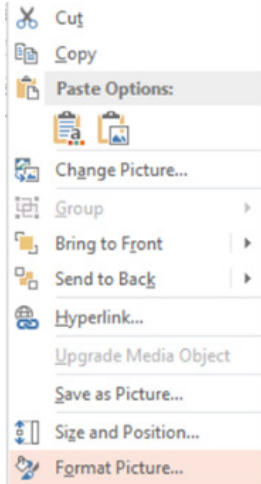 Cut
Copy
Paste Options:
Change Picture...
Group
Bring to Front
Send to Back
Hyperlink...
Upgrade Media Object
Save as Picture...
Size and Position...
Format Picture...